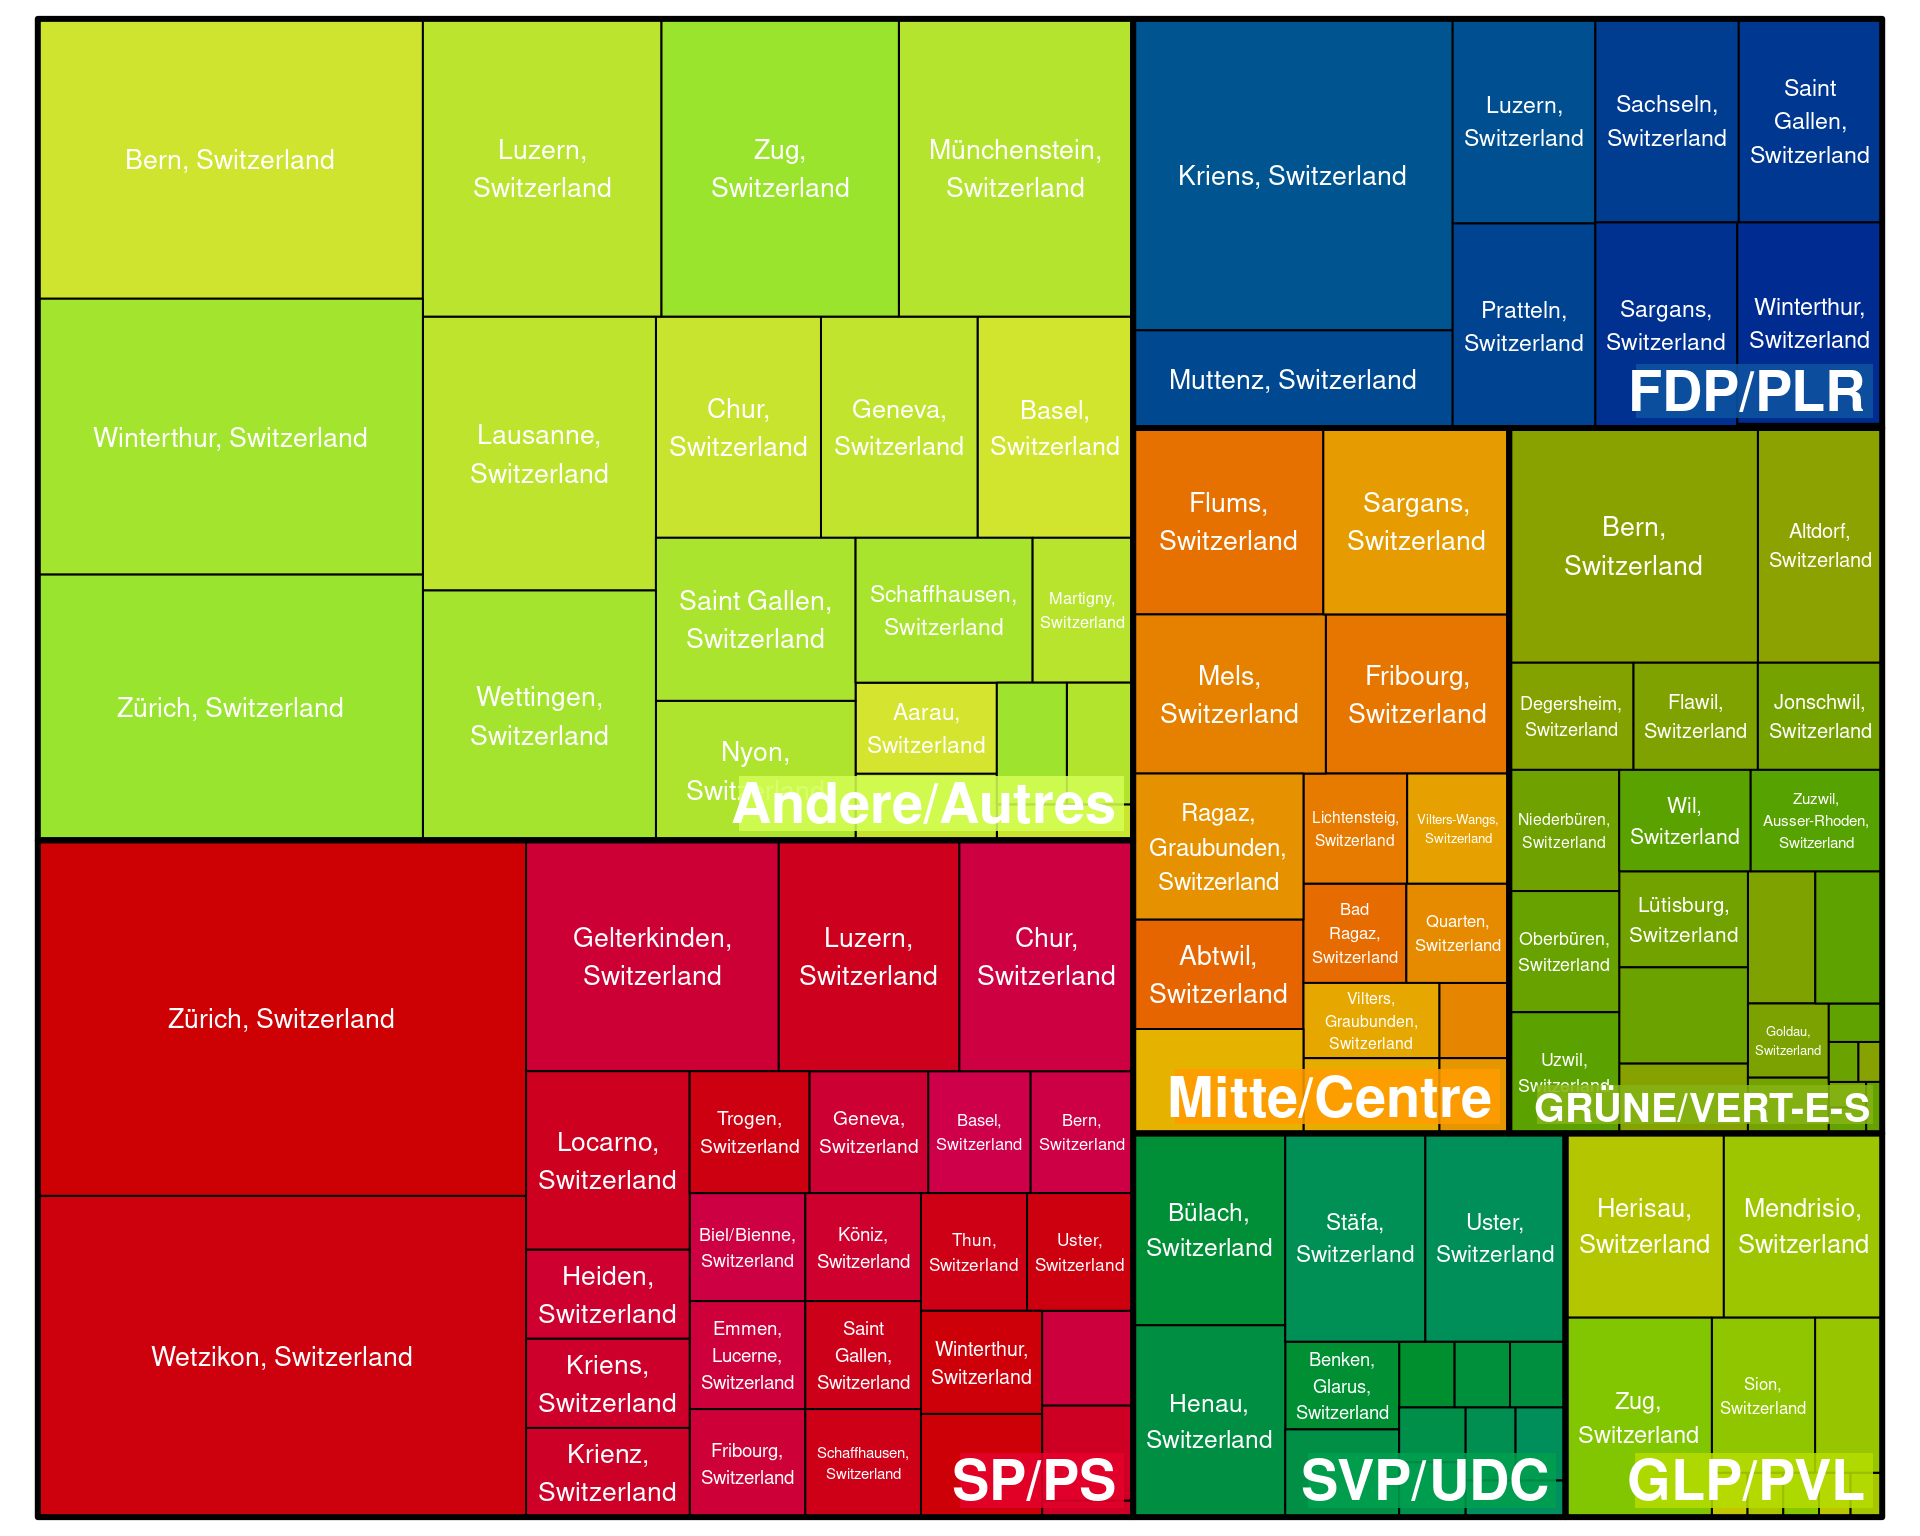 Bern, Switzerland
Winterthur, Switzerland
Zürich, Switzerland
Luzern,
Switzerland
Zug,
Switzerland
Münchenstein,
Switzerland
Lausanne,
Switzerland
Wettingen,
Switzerland
Chur,
Switzerland
Geneva,
Switzerland
Basel,
Switzerland
Saint Gallen,
Switzerland
Schaffhausen,
Switzerland
Martigny,
Switzerland
Nyon,
Switzerland
Aarau,
Switzerland
Andere/Autres
Kriens, Switzerland
Muttenz, Switzerland
Luzern,
Switzerland
Sachseln,
Switzerland
Saint
Gallen,
Switzerland
Pratteln,
Switzerland
Sargans,
Switzerland
Winterthur,
Switzerland
FDP/PLR
Flums,
Switzerland
Sargans,
Switzerland
Mels,
Switzerland
Fribourg,
Switzerland
Ragaz,
Graubunden,
Switzerland
Lichtensteig,
Switzerland
Vilters-Wangs,
Switzerland
Abtwil,
Switzerland
Bad
Ragaz,
Switzerland
Quarten,
Switzerland
Vilters,
Graubunden,
Switzerland
Mitte/Centre
Bern,
Switzerland
Altdorf,
Switzerland
Degersheim,
Switzerland
Flawil,
Switzerland
Jonschwil,
Switzerland
Niederbüren,
Switzerland
Wil,
Switzerland
Zuzwil,
Ausser-Rhoden,
Switzerland
Oberbüren,
Switzerland
Lütisburg,
Switzerland
Goldau,
Switzerland
Uzwil,
Switzerland
GRÜNE/VERT-E-S
Zürich, Switzerland
Wetzikon, Switzerland
Gelterkinden,
Switzerland
Luzern,
Switzerland
Chur,
Switzerland
Locarno,
Switzerland
Heiden,
Switzerland
Kriens,
Switzerland
Krienz,
Switzerland
Trogen,
Switzerland
Geneva,
Switzerland
Basel,
Switzerland
Bern,
Switzerland
Biel/Bienne,
Switzerland
Köniz,
Switzerland
Thun,
Switzerland
Uster,
Switzerland
Emmen,
Lucerne,
Switzerland
Saint
Gallen,
Switzerland
Winterthur,
Switzerland
Fribourg,
Switzerland
Schaffhausen,
Switzerland
SP/PS
Bülach,
Switzerland
Stäfa,
Switzerland
Uster,
Switzerland
Henau,
Switzerland
Benken,
Glarus,
Switzerland
SVP/UDC
Herisau,
Switzerland
Mendrisio,
Switzerland
Zug,
Switzerland
Sion,
Switzerland
GLP/PVL